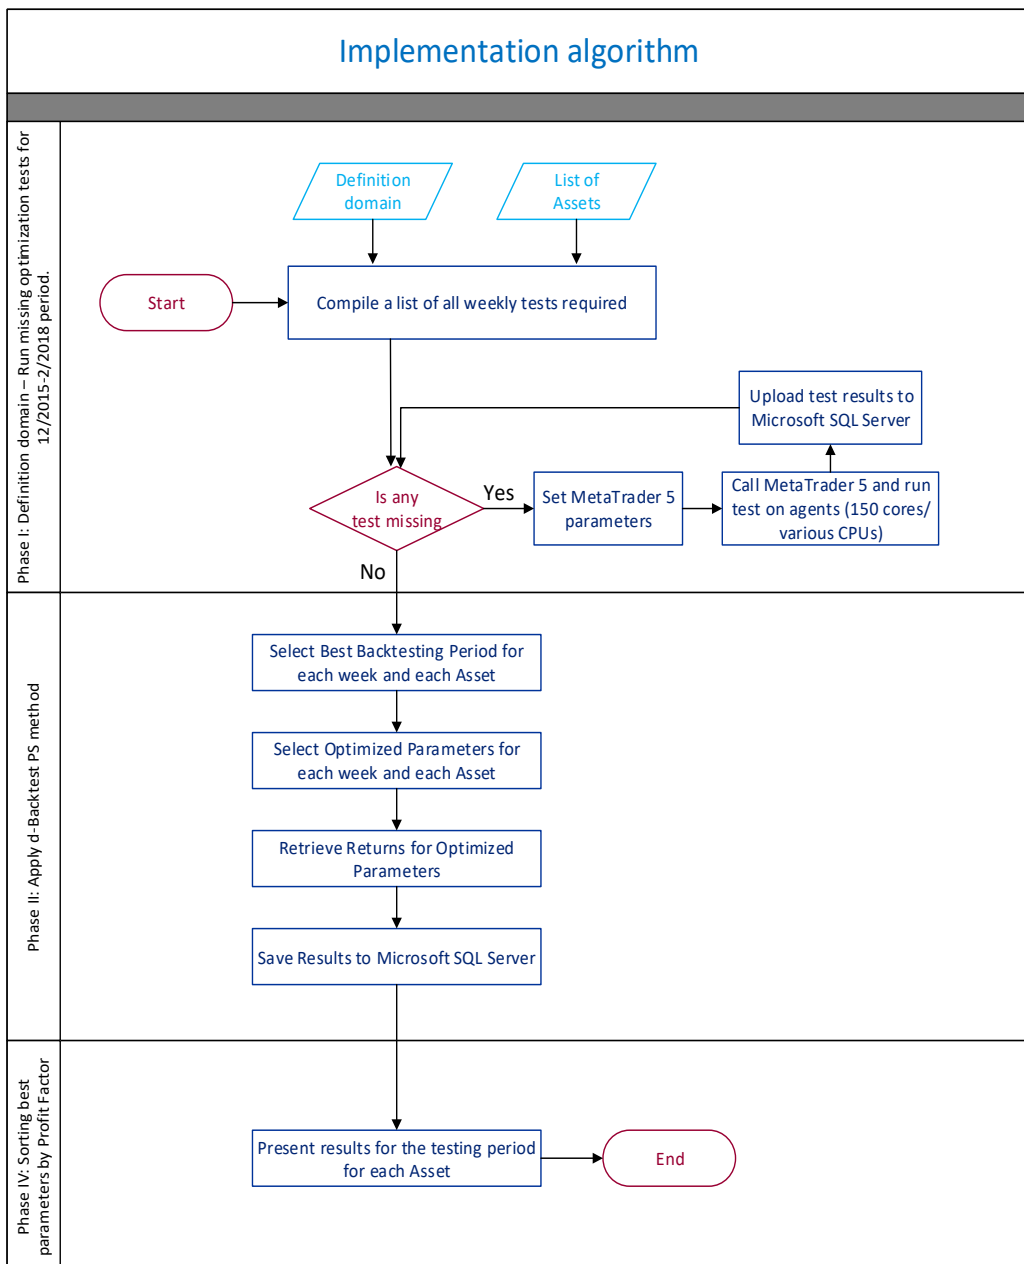 Implementation algorithm
Phase I: Definition domain – Run missing optimization tests for
12/2015-2/2018 period.
Definition
domain
List of
Assets
Start
Compile a list of all weekly tests required
Upload test results to
Microsoft SQL Server
Is any
test missing
Yes
Set MetaTrader 5
parameters
Call MetaTrader 5 and run
test on agents (150 cores/
various CPUs)
No
Phase II: Apply d-Backtest PS method
Select Best Backtesting Period for
each week and each Asset
Select Optimized Parameters for
each week and each Asset
Retrieve Returns for Optimized
Parameters
Save Results to Microsoft SQL Server
Phase IV: Sorting best
parameters by Profit Factor
Present results for the testing period
for each Asset
End